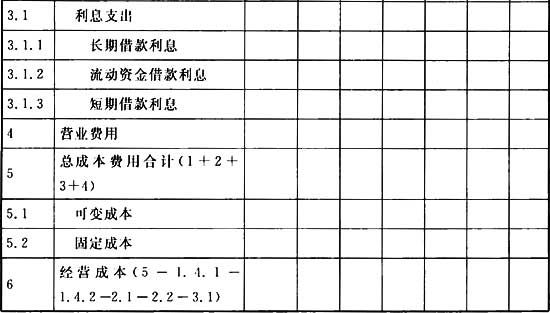 3.1 利息支出
3.1.1 长期借款利息
3.1.2 流动资金借款利息
3.1.3 短期借款利息
4 营业费用
5 总成本费用合计(1+2+
3+4)
5.1 可变成本
5.2 固定成本
6 经营成本(5-1.4.1-
1.4.2-2.1-2.2-3.1)